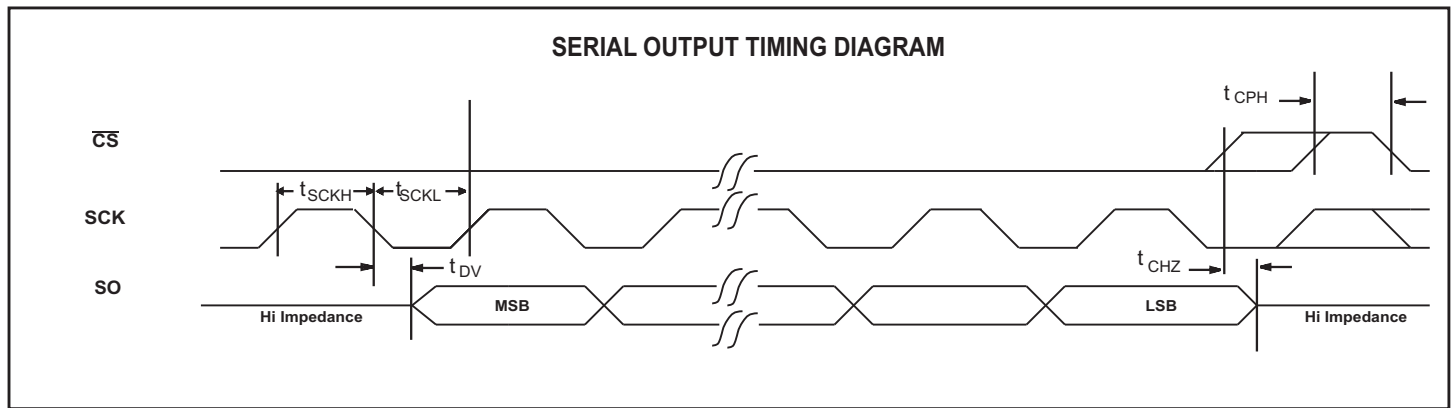 SERIAL OUTPUT TIMING DIAGRAM
t CPH
CS
t SCKH t SCKL
SCK
t DV
t CHZ
SO
MSB
LSB
Hi Impedance
Hi Impedance